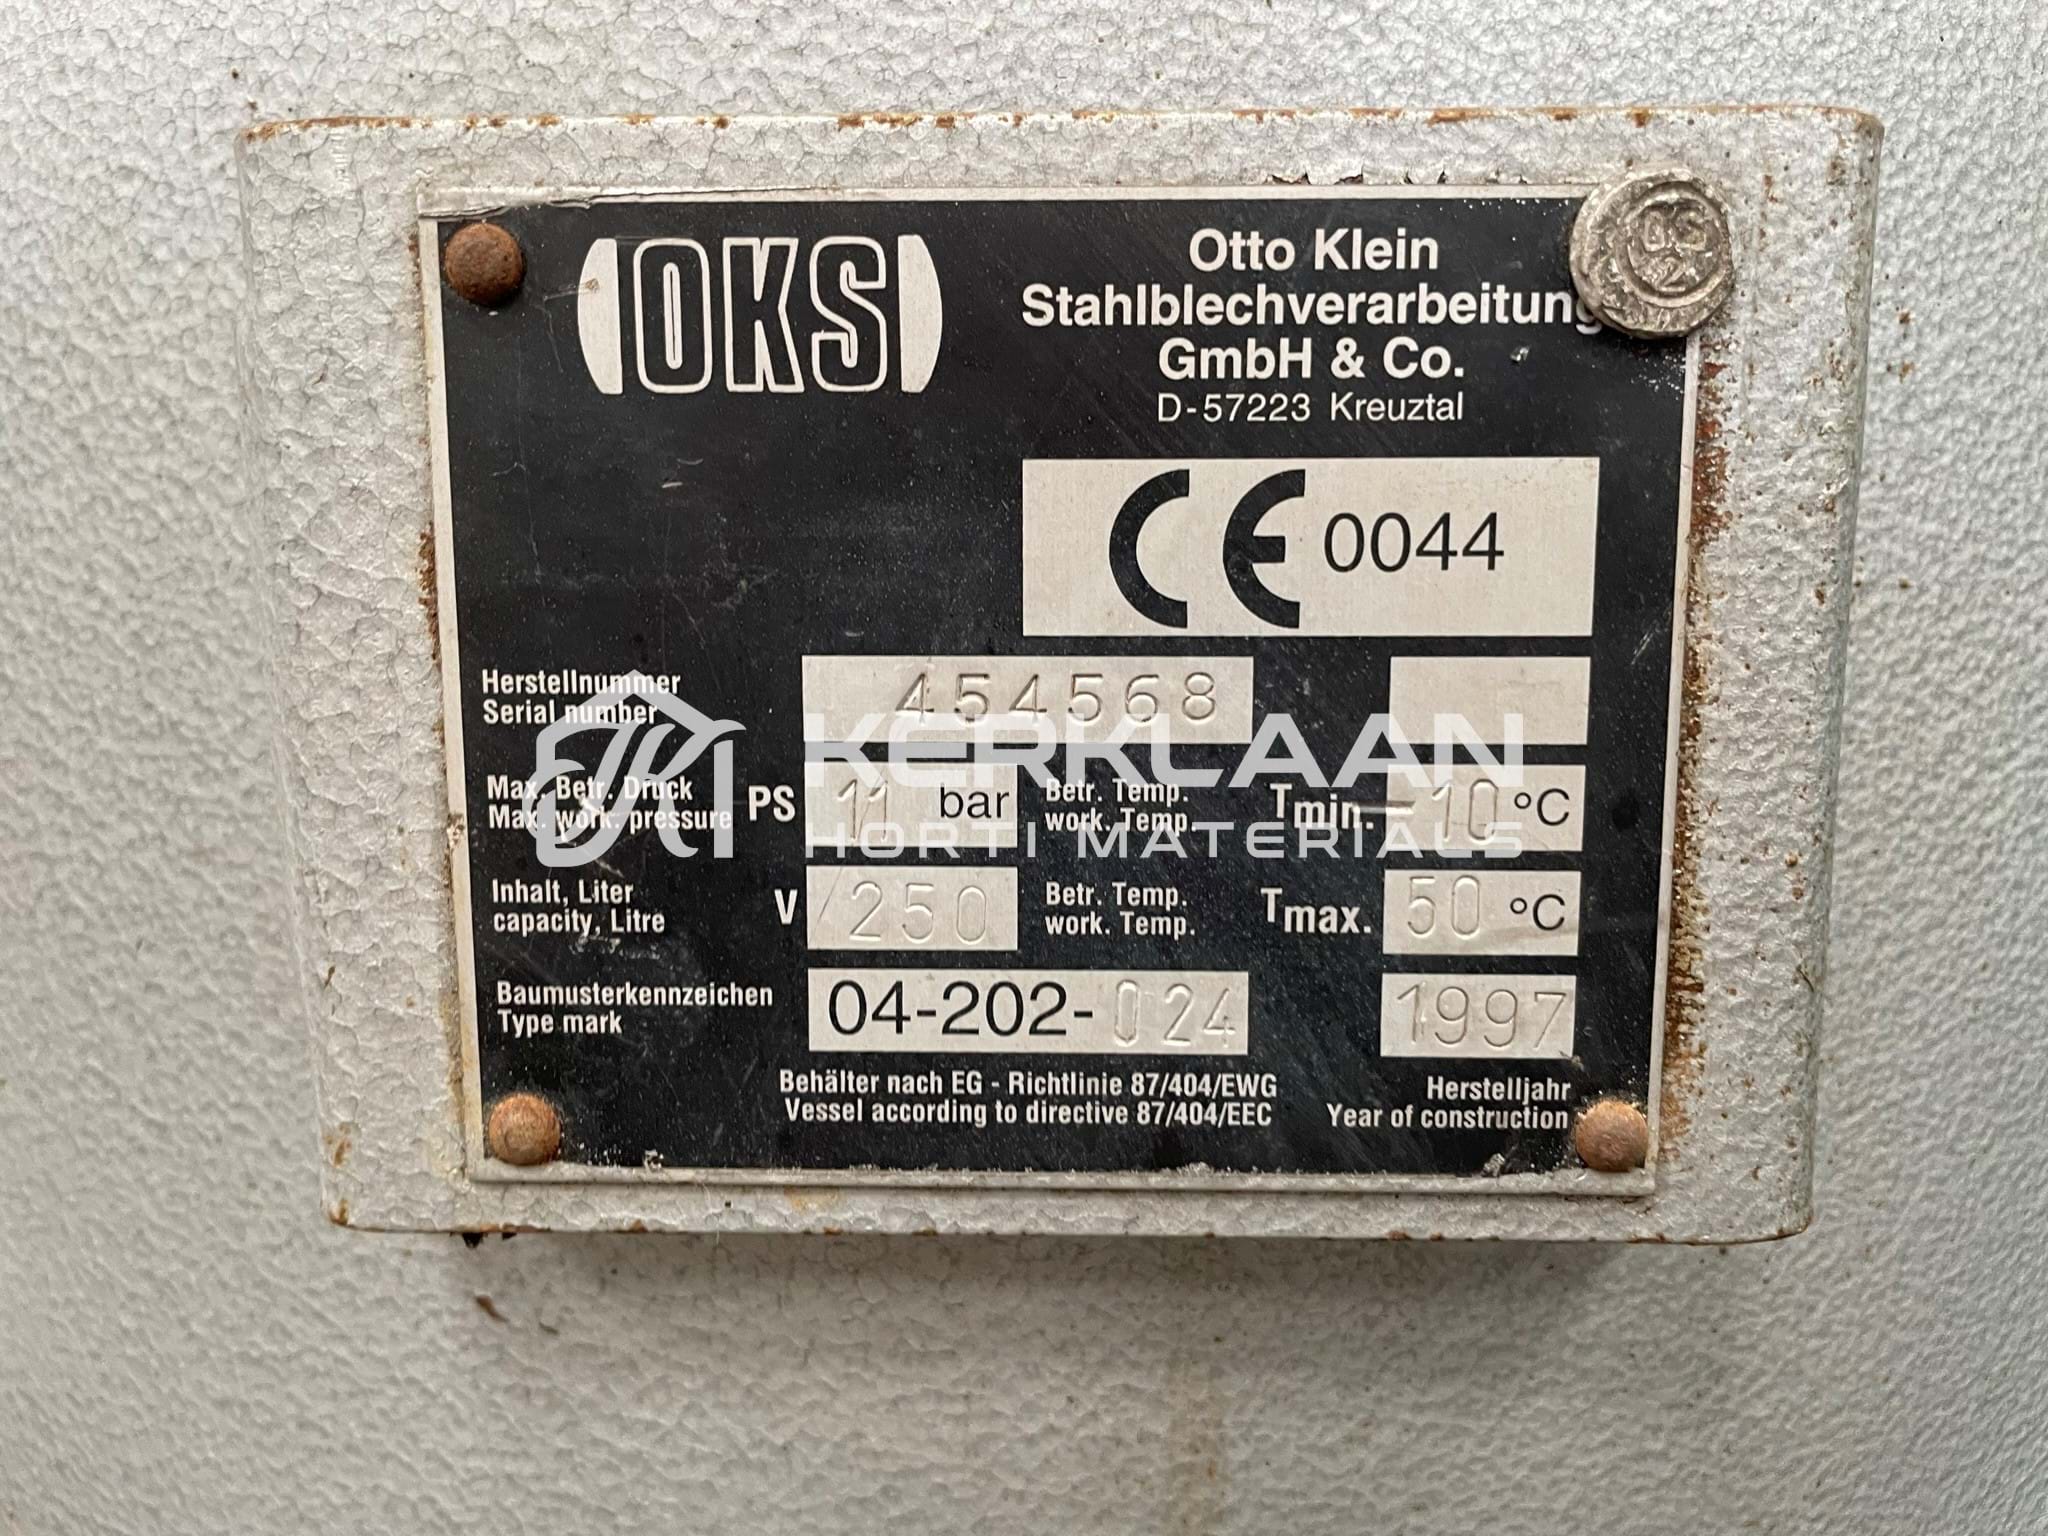 OKS
Otto Klein
Stahlblechverarbeitung
GmbH & Co.
D-57223 Kreuztal
CE 0044
Herstellnummer
Serial number
454568
Max. Betr. Druck
Max. work. pressure
PS 11 bar
Betr. Temp.
work. Temp.
Tmin. -10 °C
Inhalt, Liter
capacity, Litre
V 250
Betr. Temp.
work. Temp.
Tmax. 50 °C
Baumusterkennzeichen
Type mark
04-202-024
1997
Behälter nach EG - Richtlinie 87/404/EWG
Vessel according to directive 87/404/EEC
Herstelljahr
Year of construction
KERKLAAN
HORTI MATERIALS